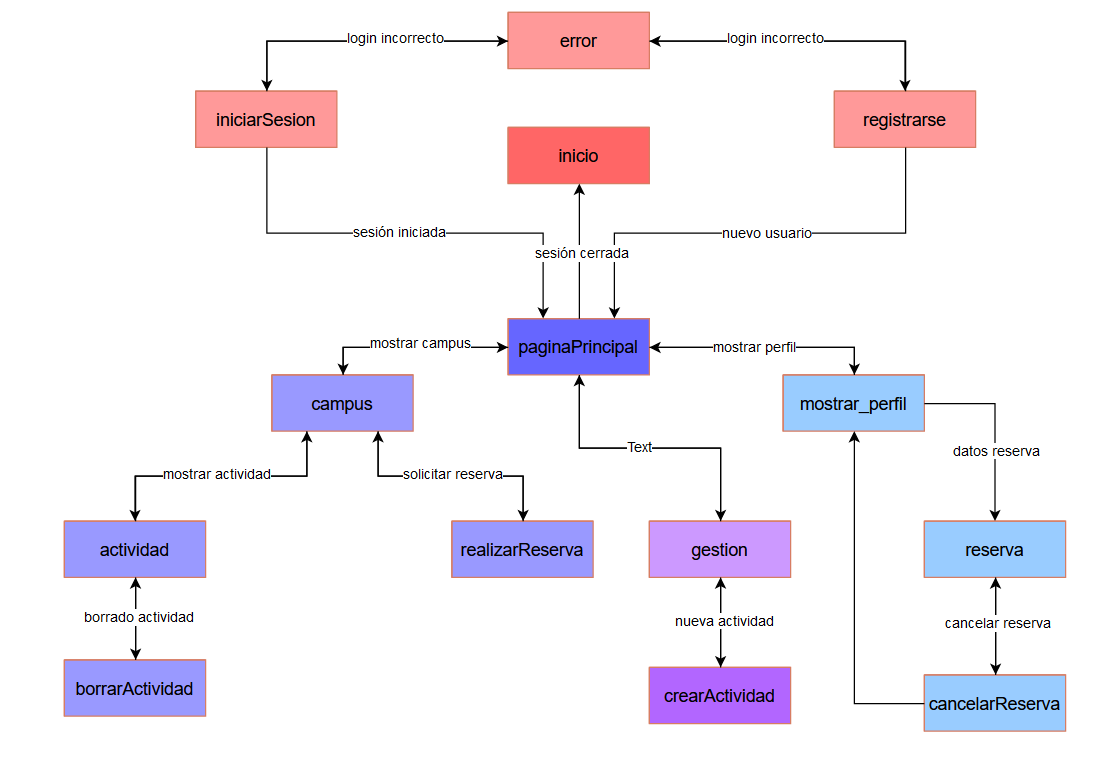 login incorrecto
error
login incorrecto
iniciarSesion
registrarse
inicio
sesión iniciada
nuevo usuario
sesión cerrada
mostrar campus
paginaPrincipal
mostrar perfil
campus
mostrar_perfil
mostrar actividad
solicitar reserva
Text
datos reserva
actividad
realizarReserva
gestion
reserva
borrado actividad
nueva actividad
cancelar reserva
borrarActividad
crearActividad
cancelarReserva